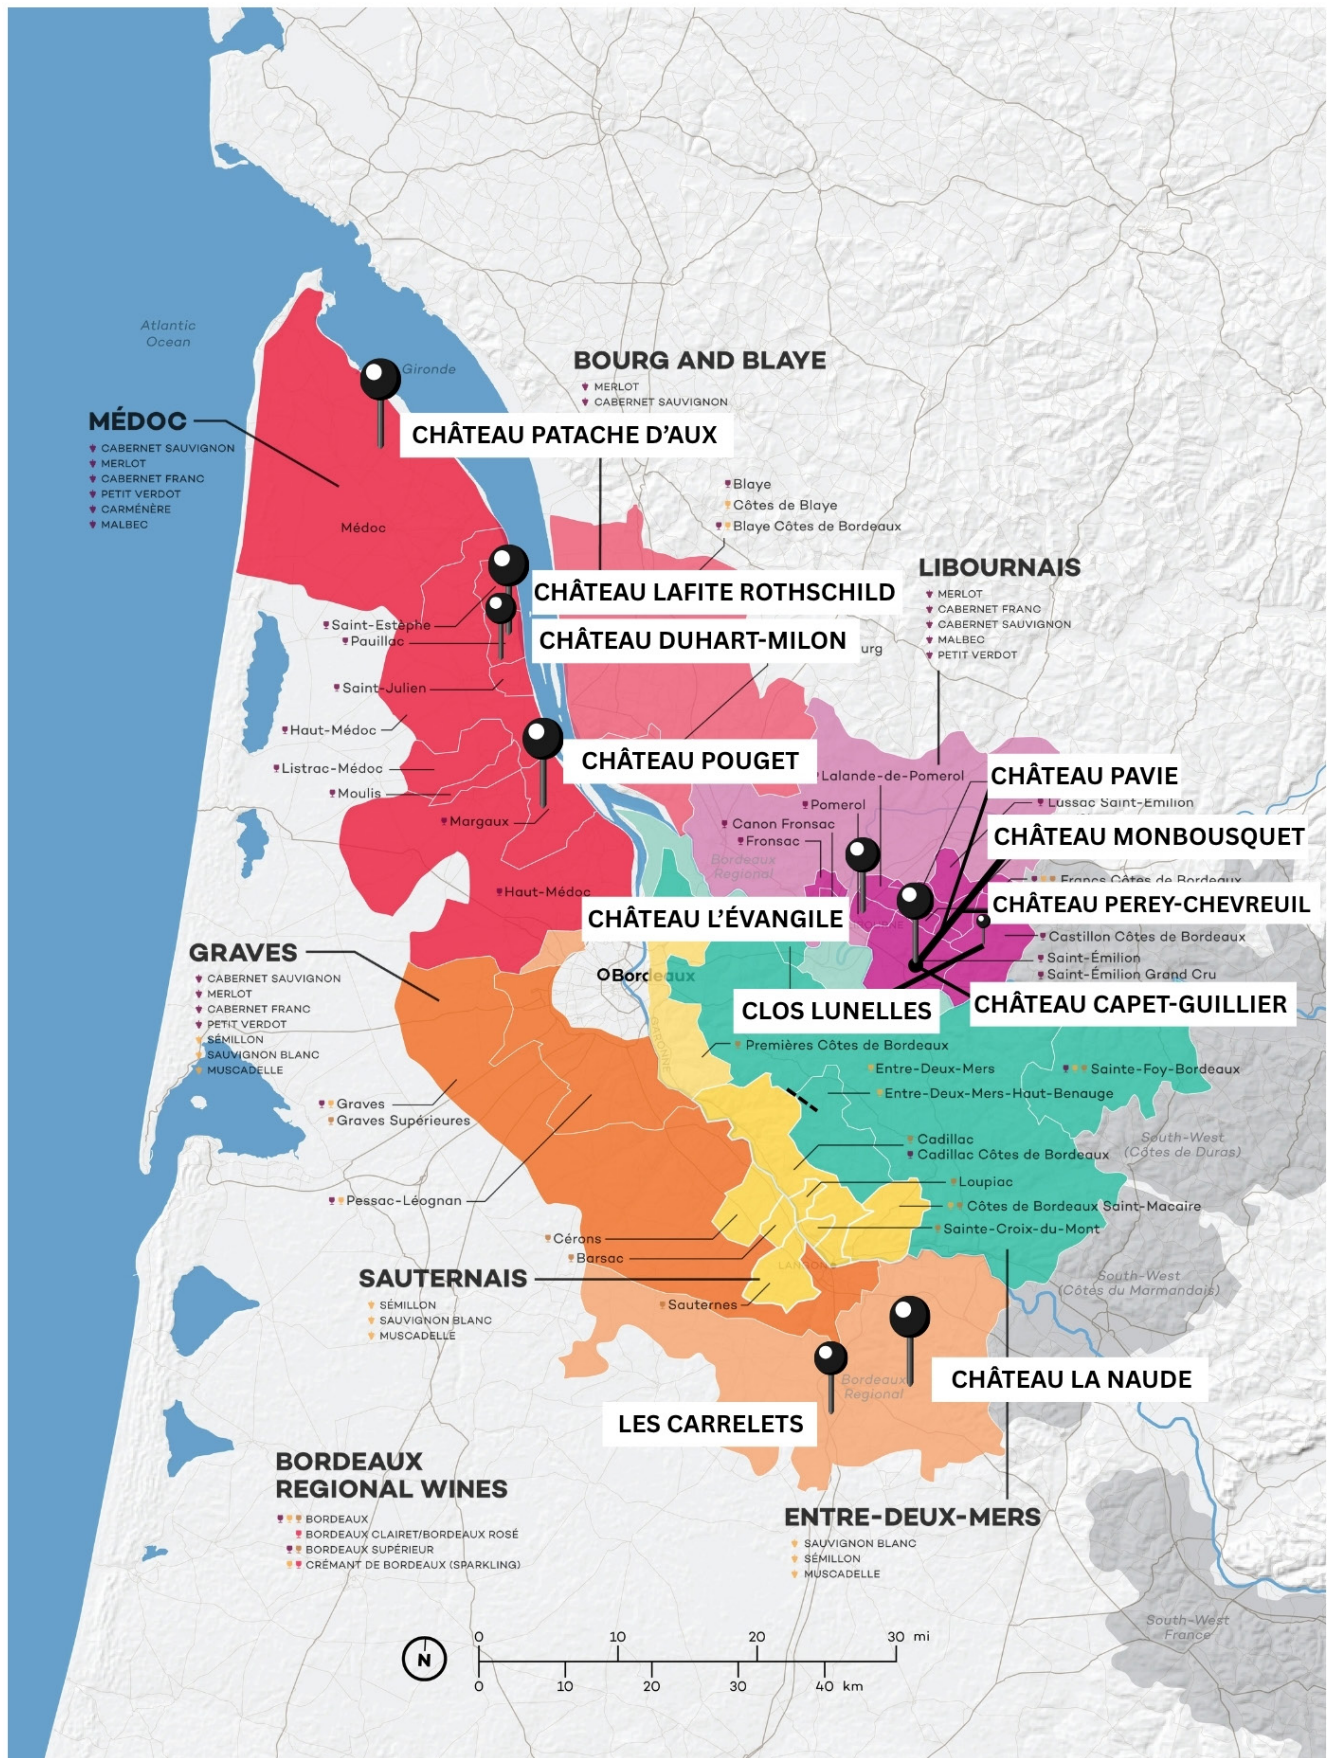 Atlantic
Ocean
Gironde
BOURG AND BLAYE
MERLOT
CABERNET SAUVIGNON
MÉDOC
CABERNET SAUVIGNON
MERLOT
CABERNET FRANC
PETIT VERDOT
CARMÉNÈRE
MALBEC
CHÂTEAU PATACHE D'AUX
Médoc
Blaye
Côtes de Blaye
Blaye Côtes de Bordeaux
LIBOURNAIS
MERLOT
CABERNET FRANC
CABERNET SAUVIGNON
MALBEC
PETIT VERDOT
CHÂTEAU LAFITE ROTHSCHILD
Saint-Estèphe
Pauillac
CHÂTEAU DUHART-MILON
urg
Saint-Julien
Haut-Médoc
Listrac-Médoc
Moulis
Margaux
Haut-Médoc
CHÂTEAU POUGET
Lalande-de-Pomerol
Pomerol
Canon Fronsac
Fronsac
Bordeaux
Regional
CHÂTEAU PAVIE
Lussac Saint-Emilion
CHÂTEAU MONBOUSQUET
Francs Côtes de Bordeaux
CHÂTEAU PEREY-CHEVREUIL
CHÂTEAU L'ÉVANGILE
Castillon Côtes de Bordeaux
Saint-Émilion
Saint-Émilion Grand Cru
Bordeaux
CLOS LUNELLES
CHÂTEAU CAPET-GUILLIER
GRAVES
CABERNET SAUVIGNON
MERLOT
CABERNET FRANC
PETIT VERDOT
SÉMILLON
SAUVIGNON BLANC
MUSCADELLE
GARONNE
Premières Côtes de Bordeaux
Entre-Deux-Mers
Sainte-Foy-Bordeaux
Entre-Deux-Mers-Haut-Benauge
Graves
Graves Supérieures
Cadillac
Cadillac Côtes de Bordeaux
South-West
(Côtes de Duras)
Loupiac
Pessac-Léognan
Côtes de Bordeaux Saint-Macaire
Sainte-Croix-du-Mont
Cérons
Barsac
LANGON
SAUTERNAIS
SÉMILLON
SAUVIGNON BLANC
MUSCADELLE
Sauternes
South-West
(Côtes du Marmandais)
Bordeaux
Regional
CHÂTEAU LA NAUDE
LES CARRELETS
BORDEAUX
REGIONAL WINES
BORDEAUX
BORDEAUX CLAIRET/BORDEAUX ROSÉ
BORDEAUX SUPÉRIEUR
CRÉMANT DE BORDEAUX (SPARKLING)
ENTRE-DEUX-MERS
SAUVIGNON BLANC
SÉMILLON
MUSCADELLE
South-West
France
N
0 10 20 30 mi
0 10 20 30 40 km